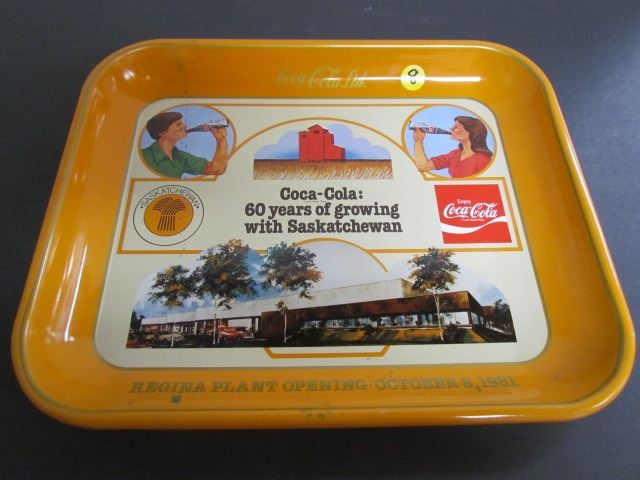 Coca-Cola Ltd.
SASKATCHEWAN
Coca-Cola:
60 years of growing
with Saskatchewan
Enjoy
Coca-Cola
REGINA PLANT OPENING OCTOBER 8, 1981